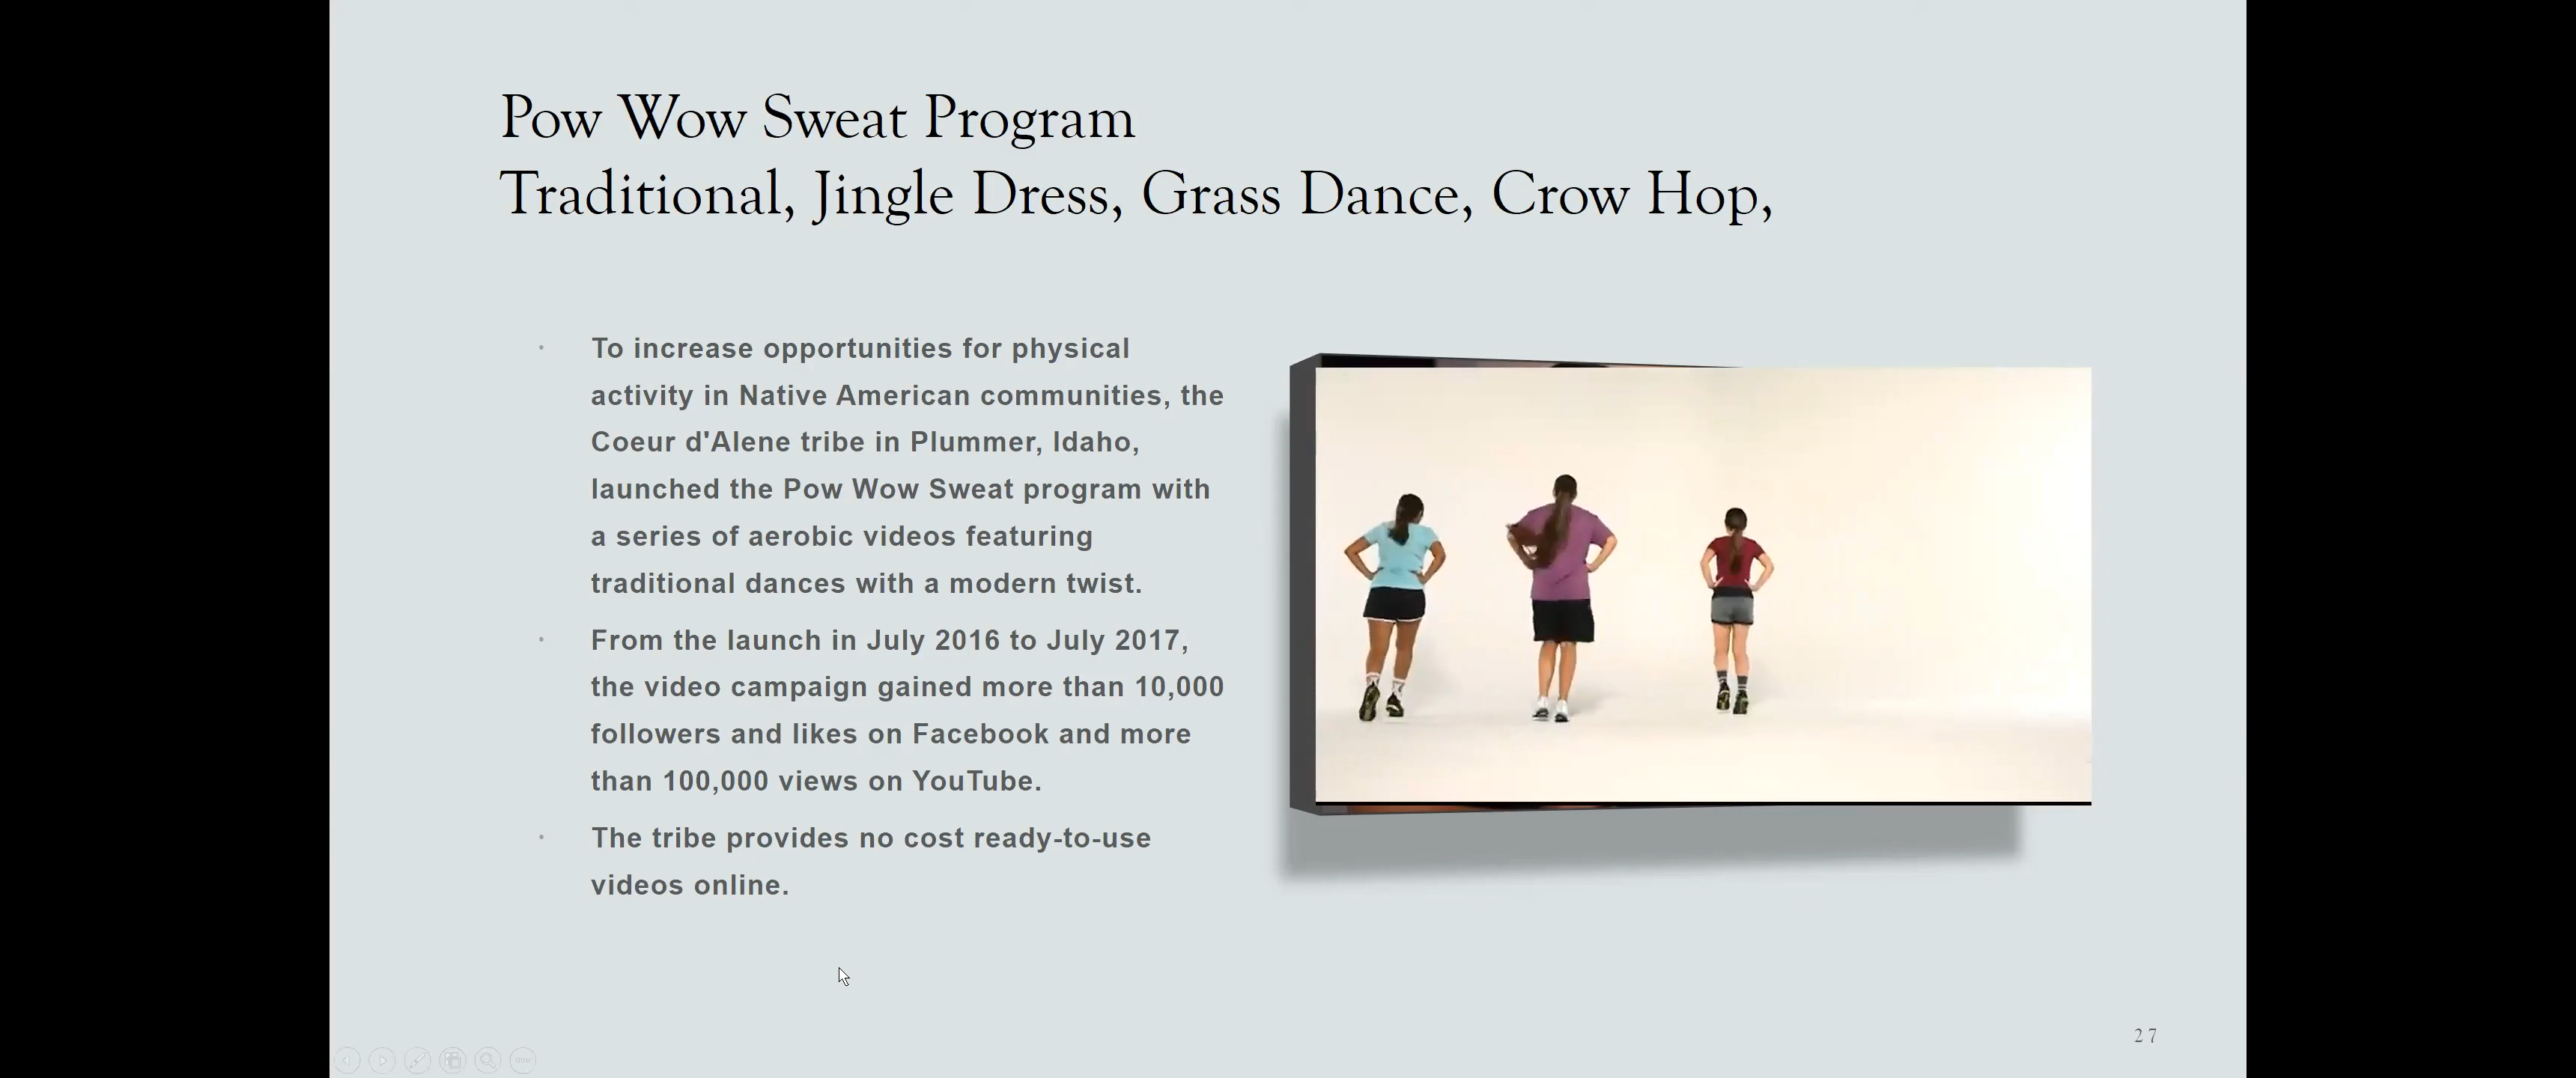 Pow Wow Sweat Program
Traditional, Jingle Dress, Grass Dance, Crow Hop,
· To increase opportunities for physical
activity in Native American communities, the
Coeur d'Alene tribe in Plummer, Idaho,
launched the Pow Wow Sweat program with
a series of aerobic videos featuring
traditional dances with a modern twist.
· From the launch in July 2016 to July 2017,
the video campaign gained more than 10,000
followers and likes on Facebook and more
than 100,000 views on YouTube.
· The tribe provides no cost ready-to-use
videos online.
27